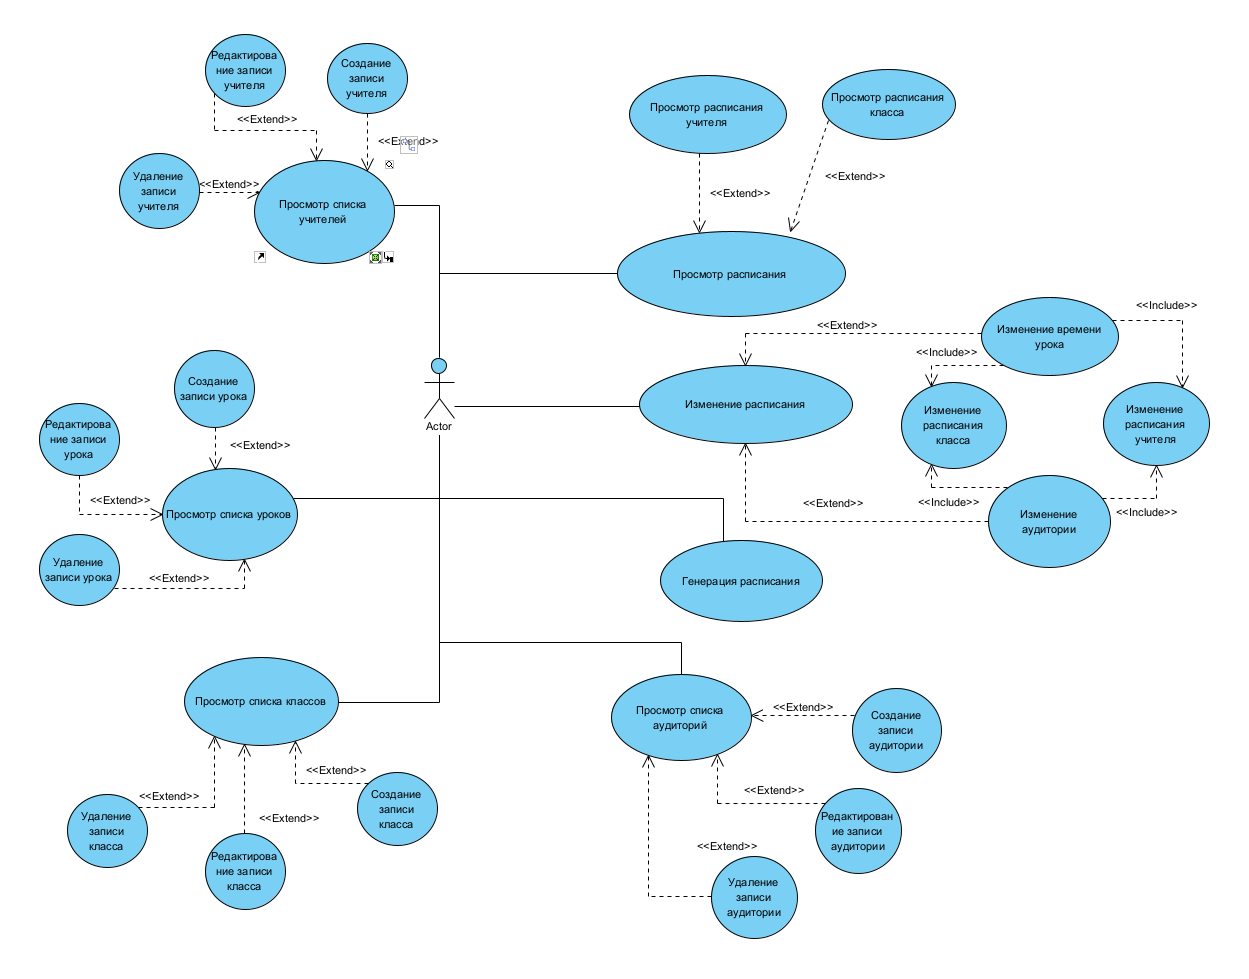 Редактирова
ние записи
учителя
<<Extend>>
Создание
записи
учителя
<<Extend>>
Удаление
записи
учителя
<<Extend>>
Просмотр списка
учителей
Просмотр расписания
учителя
<<Extend>>
Просмотр расписания
класса
<<Extend>>
Просмотр расписания
<<Extend>>
Изменение времени
урока
<<Include>>
<<Include>>
Изменение расписания
Изменение
расписания
класса
Изменение
расписания
учителя
<<Extend>>
<<Include>>
<<Include>>
Изменение
аудитории
Actor
Создание
записи урока
<<Extend>>
Редактирова
ние записи
урока
<<Extend>>
Просмотр списка уроков
Удаление
записи урока
<<Extend>>
Генерация расписания
Просмотр списка классов
<<Extend>>
Удаление
записи
класса
<<Extend>>
Редактирова
ние записи
класса
<<Extend>>
Создание
записи
класса
Просмотр списка
аудиторий
<<Extend>>
Создание
записи
аудитории
<<Extend>>
Редактирован
ие записи
аудитории
<<Extend>>
Удаление
записи
аудитории